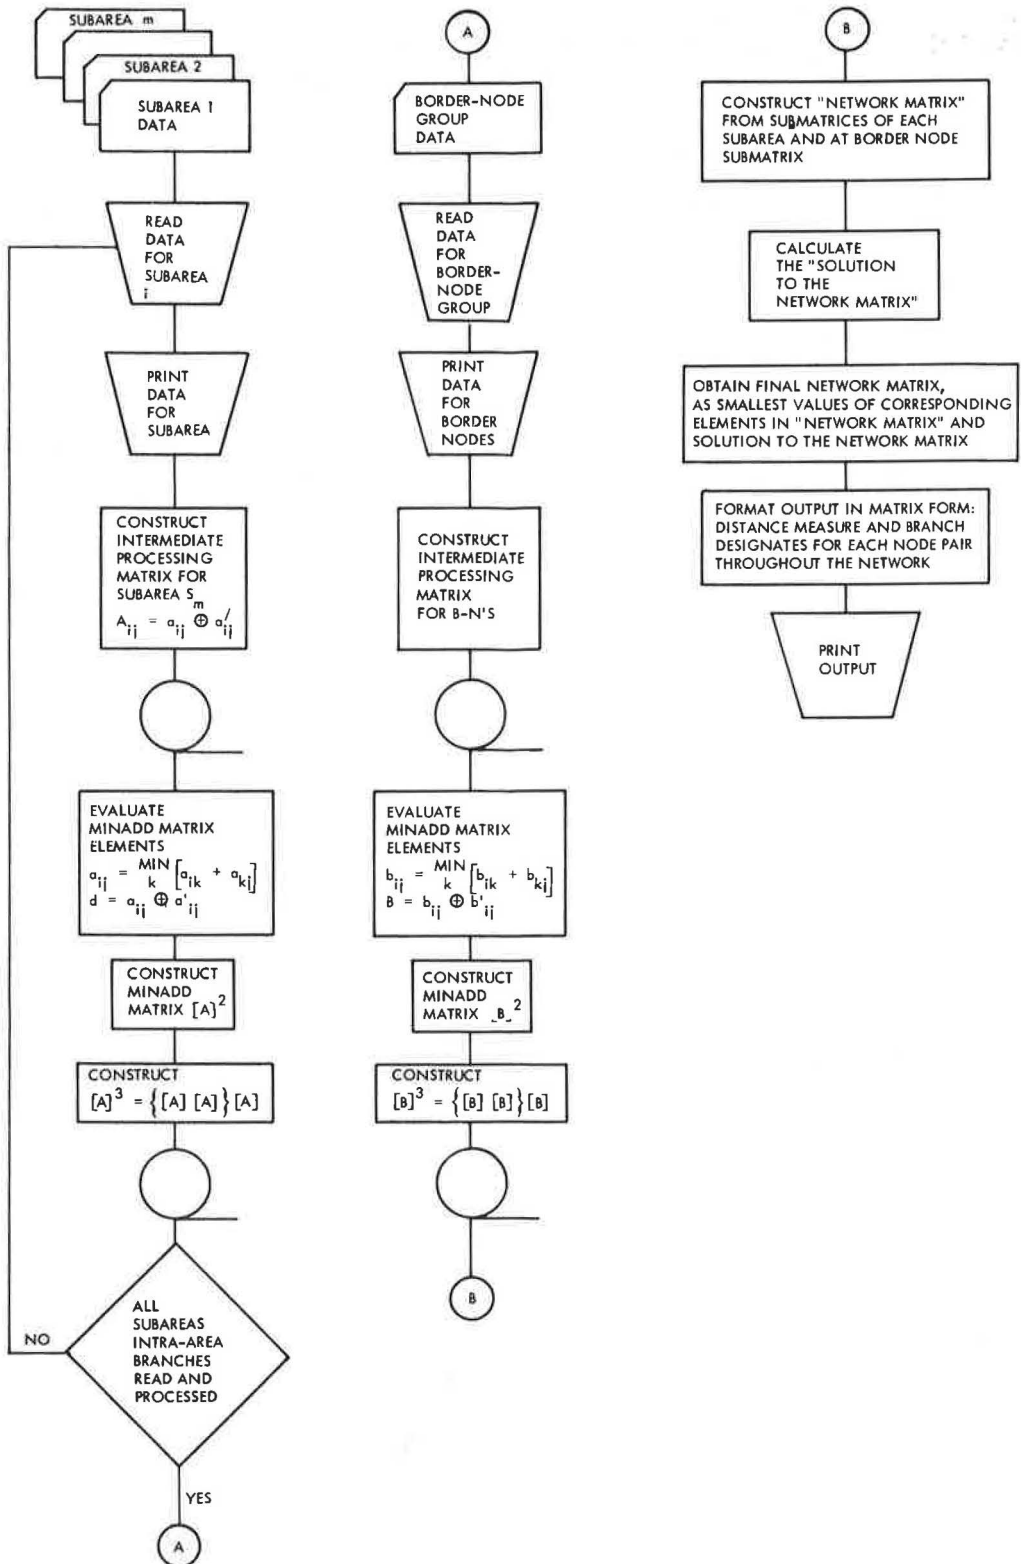 SUBAREA m
SUBAREA 2
SUBAREA 1
DATA
READ
DATA
FOR
SUBAREA
i
PRINT
DATA
FOR
SUBAREA
CONSTRUCT
INTERMEDIATE
PROCESSING
MATRIX FOR
SUBAREA S_m
A_ij = a_ij ⊕ a′_ij
EVALUATE
MINADD MATRIX
ELEMENTS
a_ij = MIN_k [a_ik + a_kj]
d = a_ij ⊕ a'_ij
CONSTRUCT
MINADD
MATRIX [A]²
CONSTRUCT
[A]³ = {[A] [A]}[A]
ALL
SUBAREAS
INTRA-AREA
BRANCHES
READ AND
PROCESSED
NO
YES
A
A
BORDER-NODE
GROUP
DATA
READ
DATA
FOR
BORDER-
NODE
GROUP
PRINT
DATA
FOR
BORDER
NODES
CONSTRUCT
INTERMEDIATE
PROCESSING
MATRIX
FOR B-N'S
EVALUATE
MINADD MATRIX
ELEMENTS
b_ij = MIN_k [b_ik + b_kj]
B = b_ij ⊕ b'_ij
CONSTRUCT
MINADD
MATRIX [B]²
CONSTRUCT
[B]³ = {[B] [B]}[B]
B
B
CONSTRUCT "NETWORK MATRIX"
FROM SUBMATRICES OF EACH
SUBAREA AND AT BORDER NODE
SUBMATRIX
CALCULATE
THE "SOLUTION
TO THE
NETWORK MATRIX"
OBTAIN FINAL NETWORK MATRIX,
AS SMALLEST VALUES OF CORRESPONDING
ELEMENTS IN "NETWORK MATRIX" AND
SOLUTION TO THE NETWORK MATRIX
FORMAT OUTPUT IN MATRIX FORM:
DISTANCE MEASURE AND BRANCH
DESIGNATES FOR EACH NODE PAIR
THROUGHOUT THE NETWORK
PRINT
OUTPUT